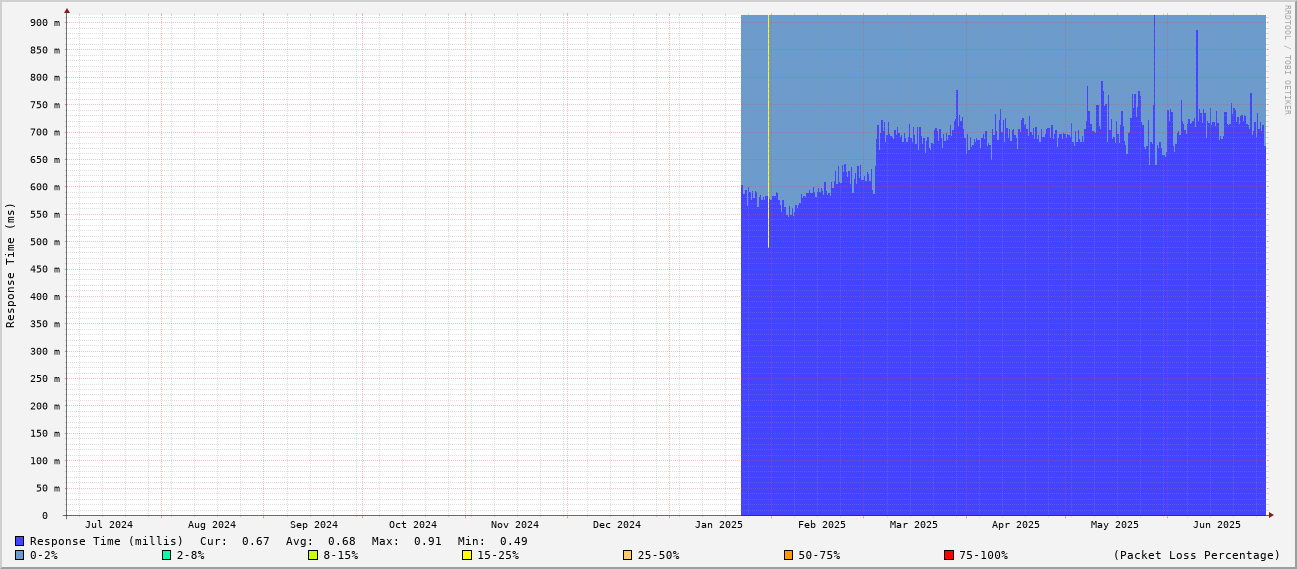 RRDTOOL / TOBI OETIKER
Response Time (ms)
900 m
850 m
800 m
750 m
700 m
650 m
600 m
550 m
500 m
450 m
400 m
350 m
300 m
250 m
200 m
150 m
100 m
50 m
0
Jul 2024 Aug 2024 Sep 2024 Oct 2024 Nov 2024 Dec 2024 Jan 2025 Feb 2025 Mar 2025 Apr 2025 May 2025 Jun 2025
Response Time (millis) Cur: 0.67 Avg: 0.68 Max: 0.91 Min: 0.49
0-2% 2-8% 8-15% 15-25% 25-50% 50-75% 75-100% (Packet Loss Percentage)